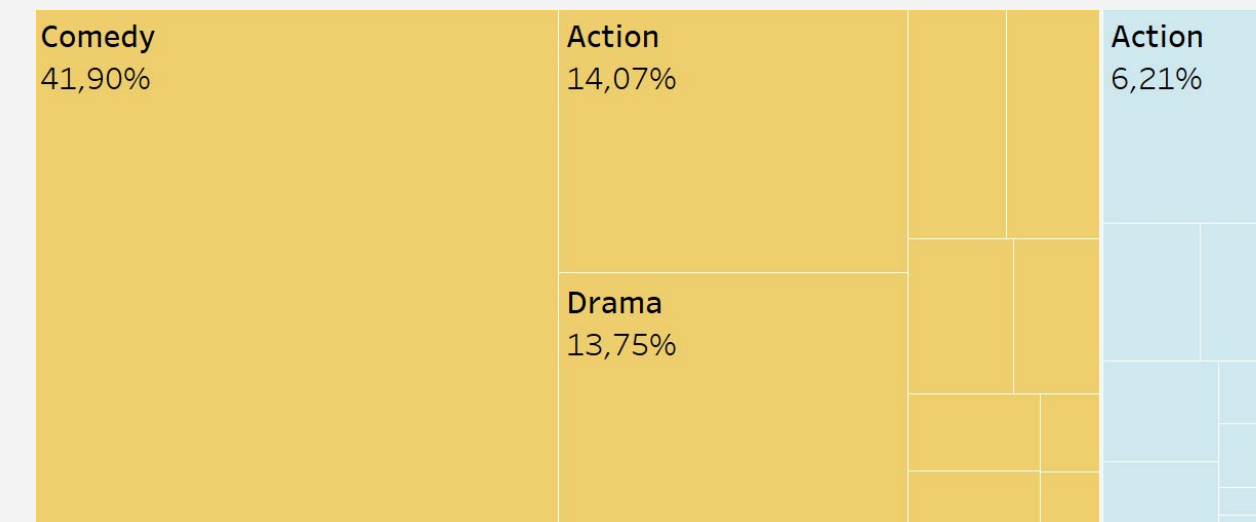 Comedy
41,90%
Action
14,07%
Drama
13,75%
Action
6,21%